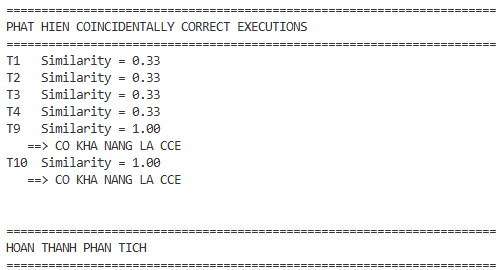 ======================================================================
PHAT HIEN COINCIDENTALLY CORRECT EXECUTIONS
======================================================================
T1   Similarity = 0.33
T2   Similarity = 0.33
T3   Similarity = 0.33
T4   Similarity = 0.33
T9   Similarity = 1.00
   ==> CO KHA NANG LA CCE
T10  Similarity = 1.00
   ==> CO KHA NANG LA CCE
======================================================================
HOAN THANH PHAN TICH
======================================================================